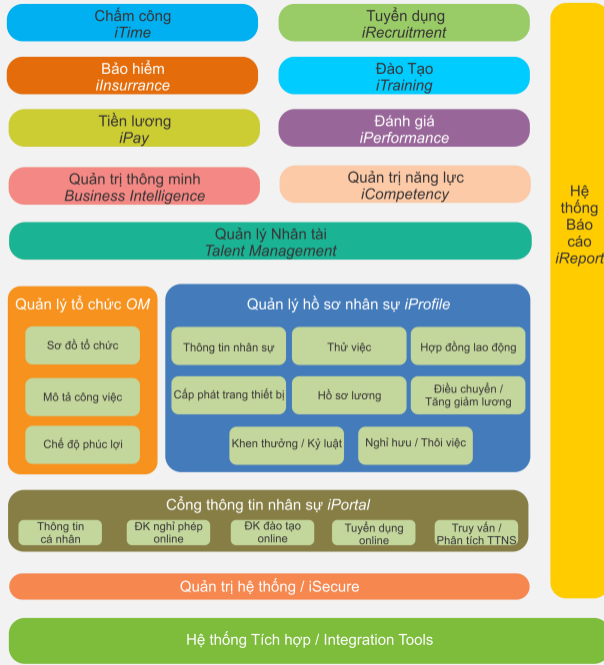 Chấm công
iTime
Tuyển dụng
iRecruitment
Bảo hiểm
iInsurrance
Đào Tạo
iTraining
Tiền lương
iPay
Đánh giá
iPerformance
Quản trị thông minh
Business Intelligence
Quản trị năng lực
iCompetency
Quản lý Nhân tài
Talent Management
Hệ
thống
Báo
cáo
iReport
Quản lý tổ chức OM
Sơ đồ tổ chức
Mô tả công việc
Chế độ phúc lợi
Quản lý hồ sơ nhân sự iProfile
Thông tin nhân sự
Thử việc
Hợp đồng lao động
Cấp phát trang thiết bị
Hồ sơ lương
Điều chuyển /
Tăng giảm lương
Khen thưởng / Kỷ luật
Nghỉ hưu / Thôi việc
Cổng thông tin nhân sự iPortal
Thông tin
cá nhân
ĐK nghỉ phép
online
ĐK đào tạo
online
Tuyển dụng
online
Truy vấn /
Phân tích TTNS
Quản trị hệ thống / iSecure
Hệ thống Tích hợp / Integration Tools